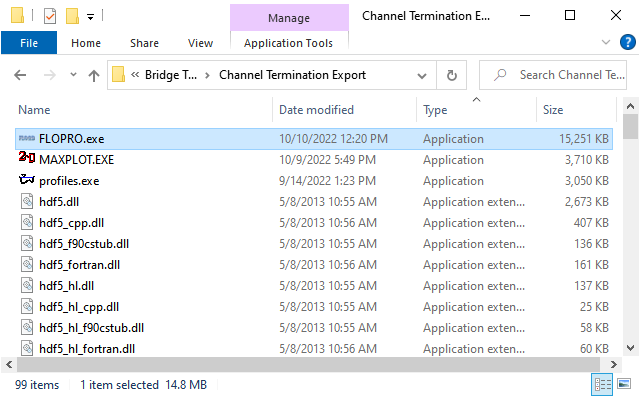 Manage
Channel Termination E...
File Home Share View Application Tools
« Bridge T... > Channel Termination Export
Search Channel Te...
Name Date modified Type Size
FLOPRO.exe 10/10/2022 12:20 PM Application 15,251 KB
MAXPLOT.EXE 10/9/2022 5:49 PM Application 3,710 KB
profiles.exe 9/14/2022 1:23 PM Application 3,050 KB
hdf5.dll 5/8/2013 10:55 AM Application exten... 2,673 KB
hdf5_cpp.dll 5/8/2013 10:56 AM Application exten... 407 KB
hdf5_f90cstub.dll 5/8/2013 10:55 AM Application exten... 136 KB
hdf5_fortran.dll 5/8/2013 10:56 AM Application exten... 161 KB
hdf5_hl.dll 5/8/2013 10:55 AM Application exten... 137 KB
hdf5_hl_cpp.dll 5/8/2013 10:56 AM Application exten... 25 KB
hdf5_hl_f90cstub.dll 5/8/2013 10:55 AM Application exten... 58 KB
hdf5_hl_fortran.dll 5/8/2013 10:56 AM Application exten... 60 KB
99 items 1 item selected 14.8 MB